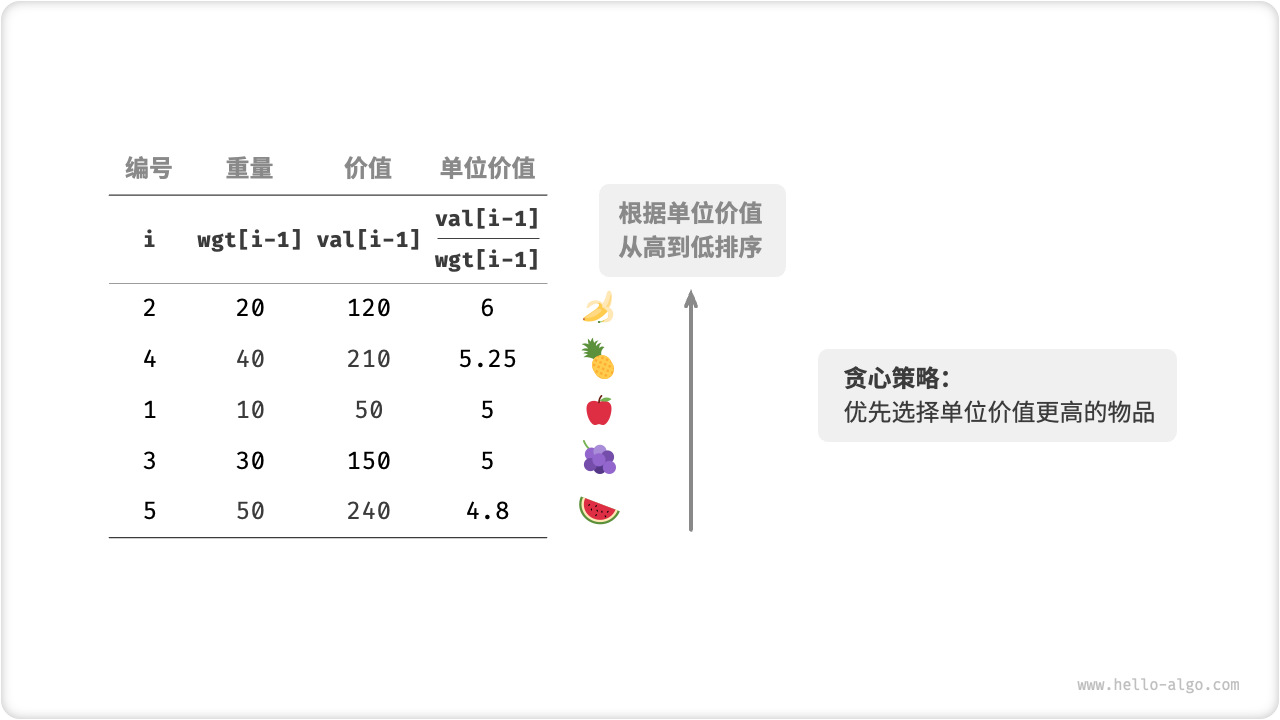 编号 重量 价值 单位价值
i wgt[i-1] val[i-1] val[i-1]
wgt[i-1]
根据单位价值
从高到低排序
2 20 120 6
4 40 210 5.25
1 10 50 5
3 30 150 5
5 50 240 4.8
贪心策略：
优先选择单位价值更高的物品
www.hello-algo.com